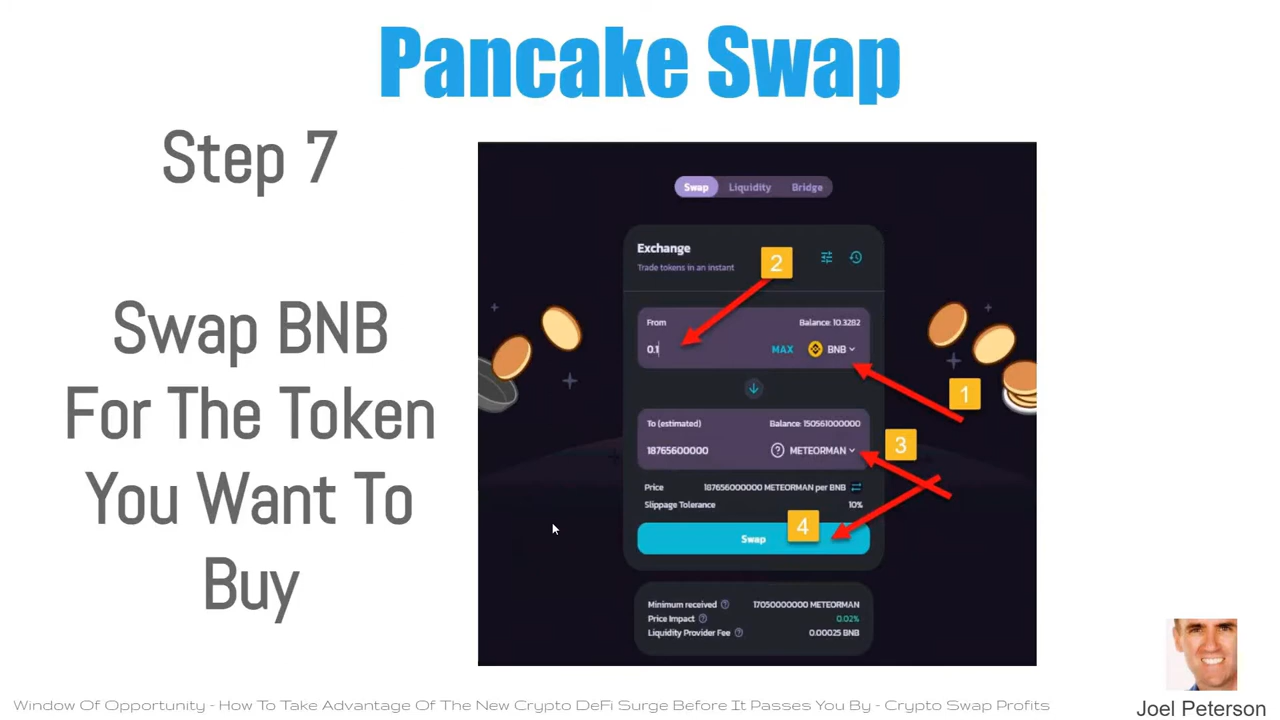 Pancake Swap
Step 7
Swap BNB
For The Token
You Want To
Buy
Swap Liquidity Bridge
Exchange
Trade tokens in an instant
2
From Balance: 10.3282
0.1 MAX BNB
1
To (estimated) Balance: 150561000000
18765600000 METEORMAN
3
Price 187656000000 METEORMAN per BNB
Slippage Tolerance 10%
4
Swap
Minimum received 17050000000 METEORMAN
Price Impact 0.02%
Liquidity Provider Fee 0.00025 BNB
Window Of Opportunity - How To Take Advantage Of The New Crypto DeFi Surge Before It Passes You By - Crypto Swap Profits
Joel Peterson